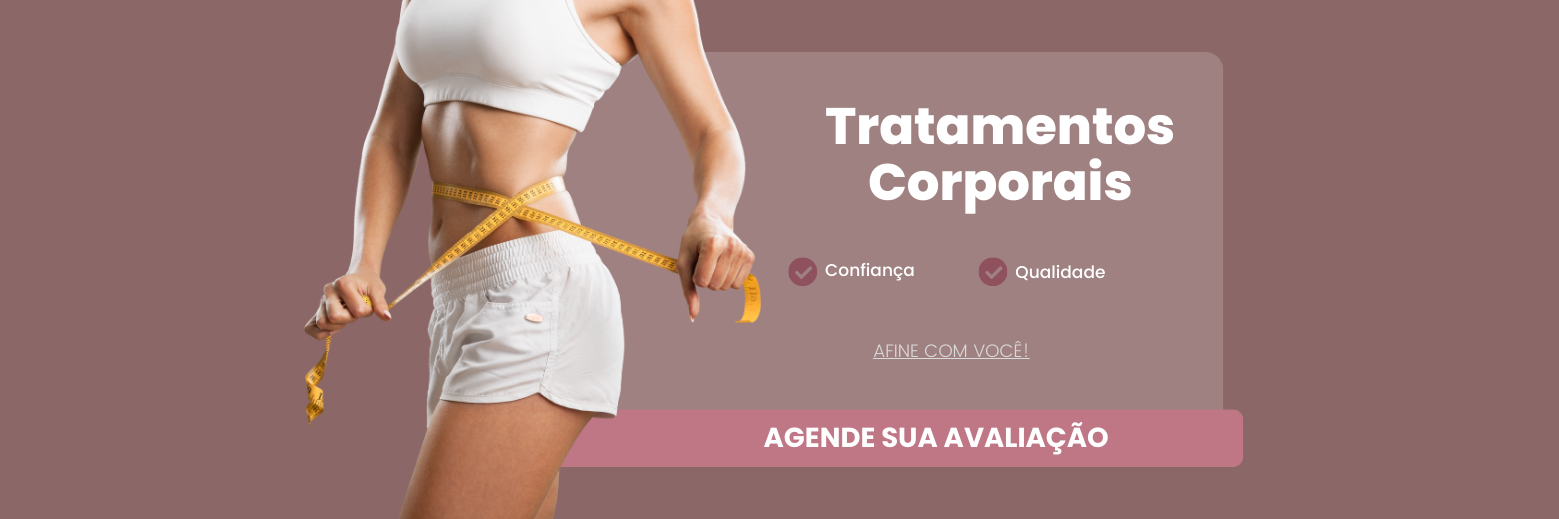 Tratamentos
Corporais
Confiança
Qualidade
AFINE COM VOCÊ!
AGENDE SUA AVALIAÇÃO